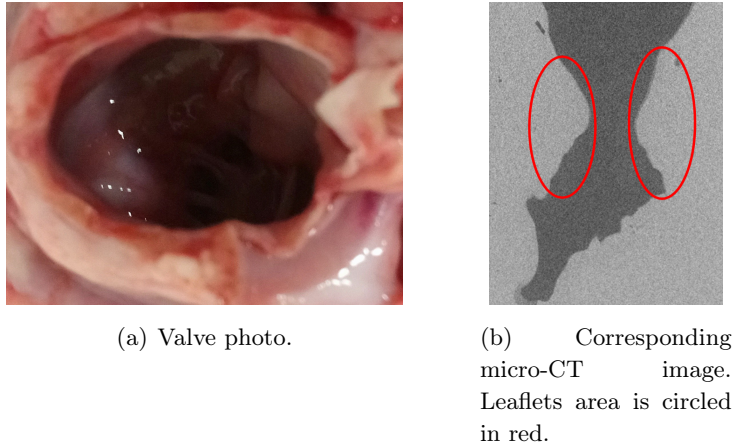 (a) Valve photo.
(b) Corresponding
micro-CT image.
Leaflets area is circled
in red.